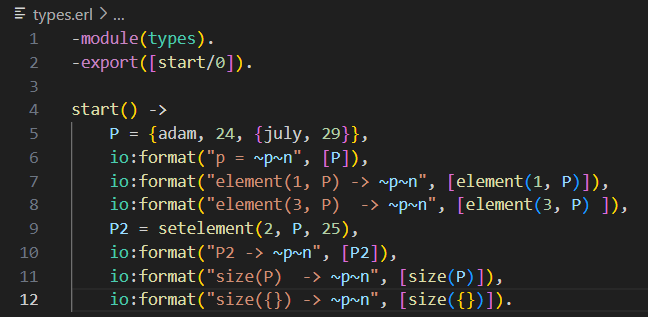 types.erl > ...
1 -module(types).
2 -export([start/0]).
3
4 start() ->
5     P = {adam, 24, {july, 29}},
6     io:format("p = ~p~n", [P]),
7     io:format("element(1, P) -> ~p~n", [element(1, P)]),
8     io:format("element(3, P)  -> ~p~n", [element(3, P) ]),
9     P2 = setelement(2, P, 25),
10     io:format("P2 -> ~p~n", [P2]),
11     io:format("size(P)  -> ~p~n", [size(P)]),
12     io:format("size({}) -> ~p~n", [size({})]).